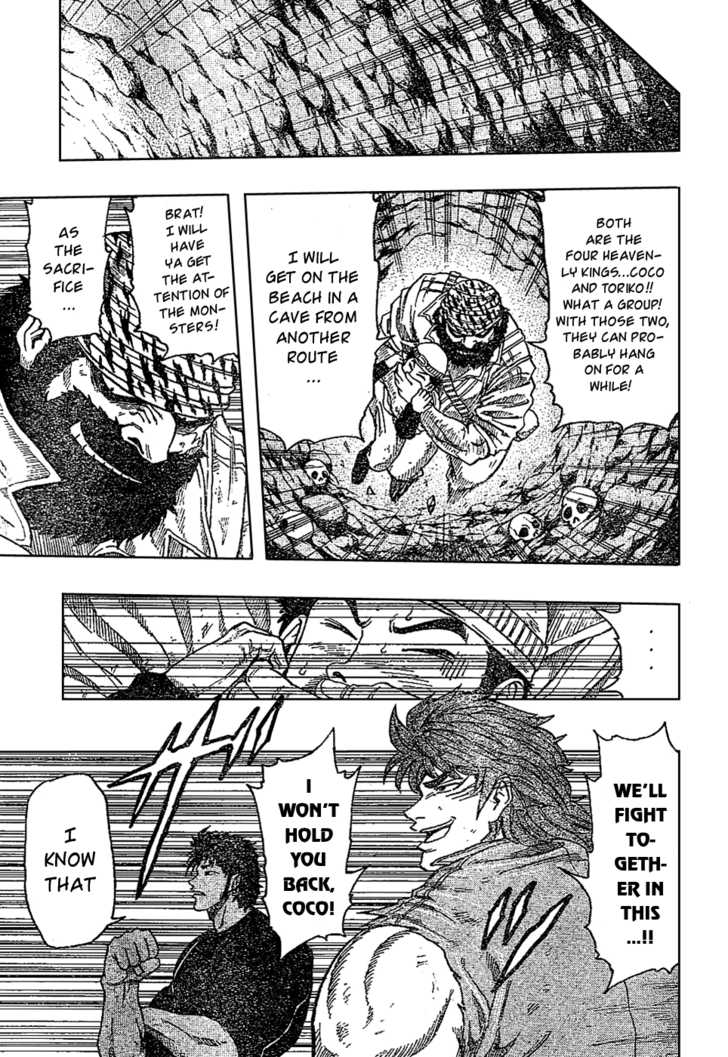 BOTH
ARE THE
FOUR HEAVEN-
LY KINGS...COCO
AND TORIKO!!
WHAT A GROUP!
WITH THOSE TWO,
THEY CAN PRO-
BABLY HANG
ON FOR A
WHILE!
I WILL
GET ON THE
BEACH IN A
CAVE FROM
ANOTHER
ROUTE
...
BRAT!
I WILL
HAVE
YA GET
THE AT-
TENTION OF
THE MON-
STERS!
AS
THE
SACRI-
FICE
...
....
WE'LL
FIGHT
TO-
GETH-
ER IN
THIS
...!!
I
WON'T
HOLD
YOU
BACK,
COCO!
I
KNOW
THAT